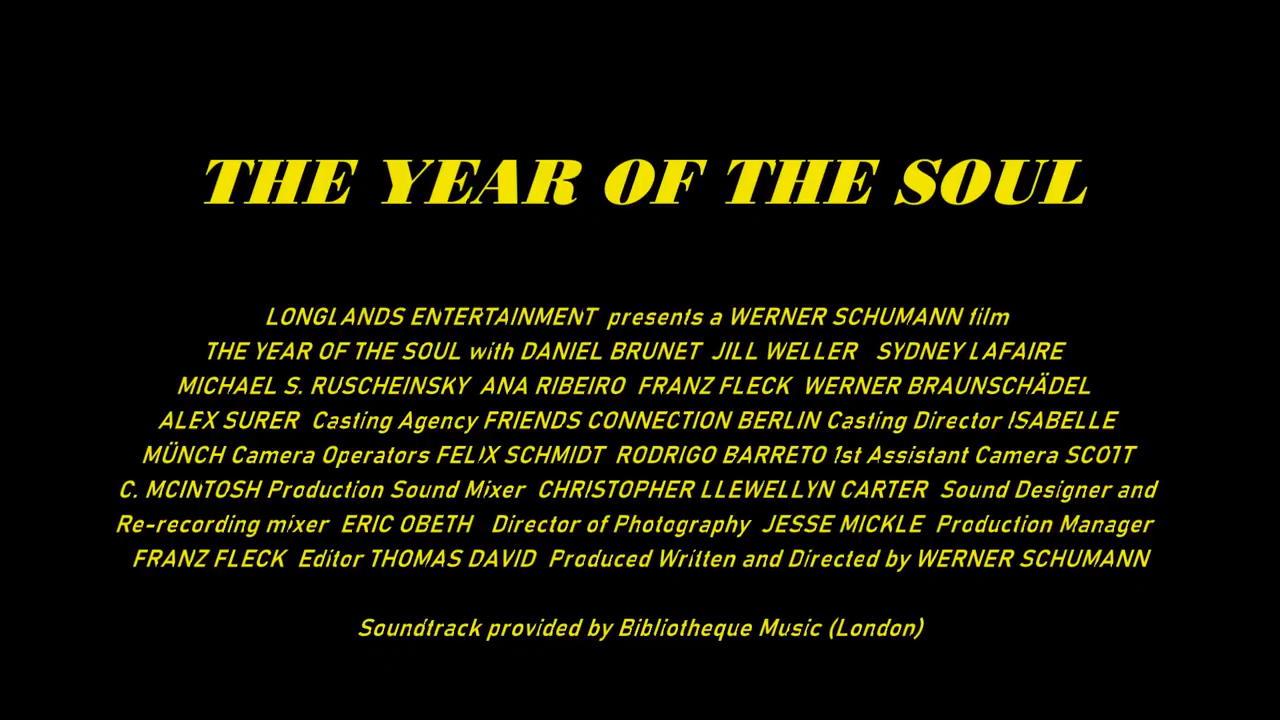 THE YEAR OF THE SOUL
LONGLANDS ENTERTAINMENT presents a WERNER SCHUMANN film
THE YEAR OF THE SOUL with DANIEL BRUNET JILL WELLER SYDNEY LAFAIRE
MICHAEL S. RUSCHEINSKY ANA RIBEIRO FRANZ FLECK WERNER BRAUNSCHÄDEL
ALEX SURER Casting Agency FRIENDS CONNECTION BERLIN Casting Director ISABELLE
MÜNCH Camera Operators FELIX SCHMIDT RODRIGO BARRETO 1st Assistant Camera SCOTT
C. MCINTOSH Production Sound Mixer CHRISTOPHER LLEWELLYN CARTER Sound Designer and
Re-recording mixer ERIC OBETH Director of Photography JESSE MICKLE Production Manager
FRANZ FLECK Editor THOMAS DAVID Produced Written and Directed by WERNER SCHUMANN
Soundtrack provided by Bibliotheque Music (London)